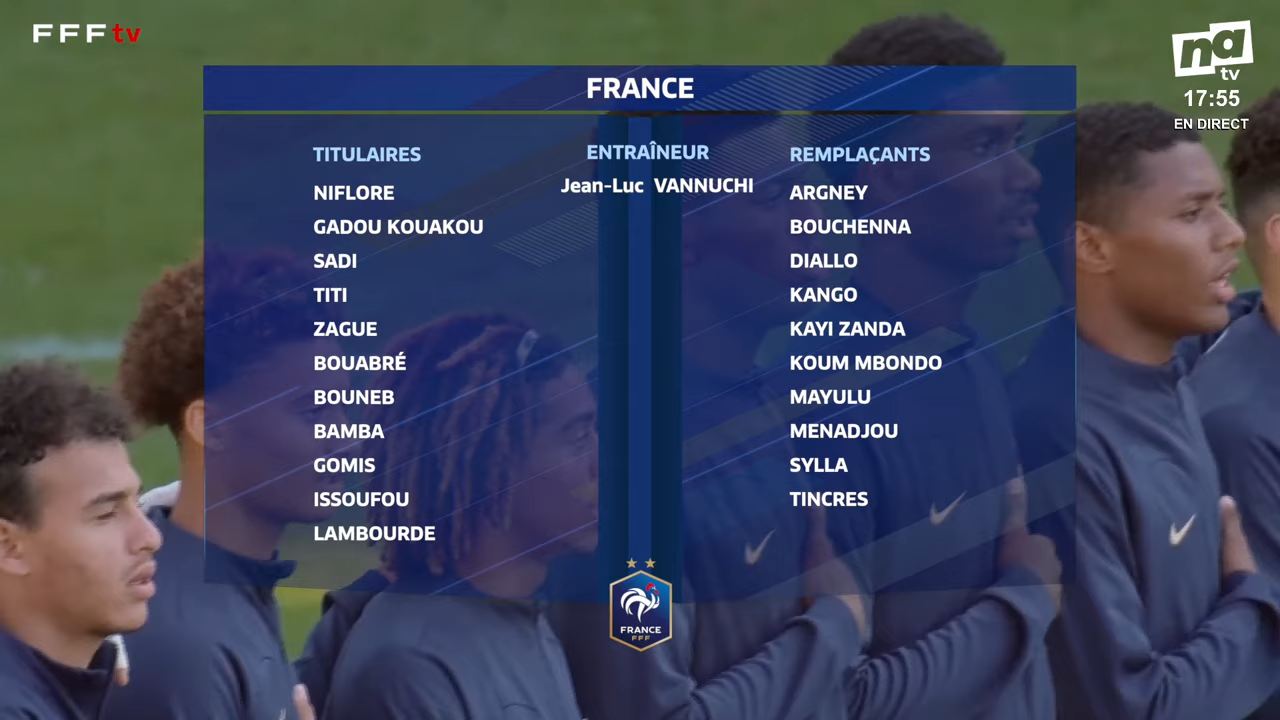 FFFtv
na
tv
17:55
EN DIRECT
FRANCE
TITULAIRES
NIFLORE
GADOU KOUAKOU
SADI
TITI
ZAGUE
BOUABRÉ
BOUNEB
BAMBA
GOMIS
ISSOUFOU
LAMBOURDE
ENTRAÎNEUR
Jean-Luc VANNUCHI
REMPLAÇANTS
ARGNEY
BOUCHENNA
DIALLO
KANGO
KAYI ZANDA
KOUM MBONDO
MAYULU
MENADJOU
SYLLA
TINCRES
FRANCE
FFF